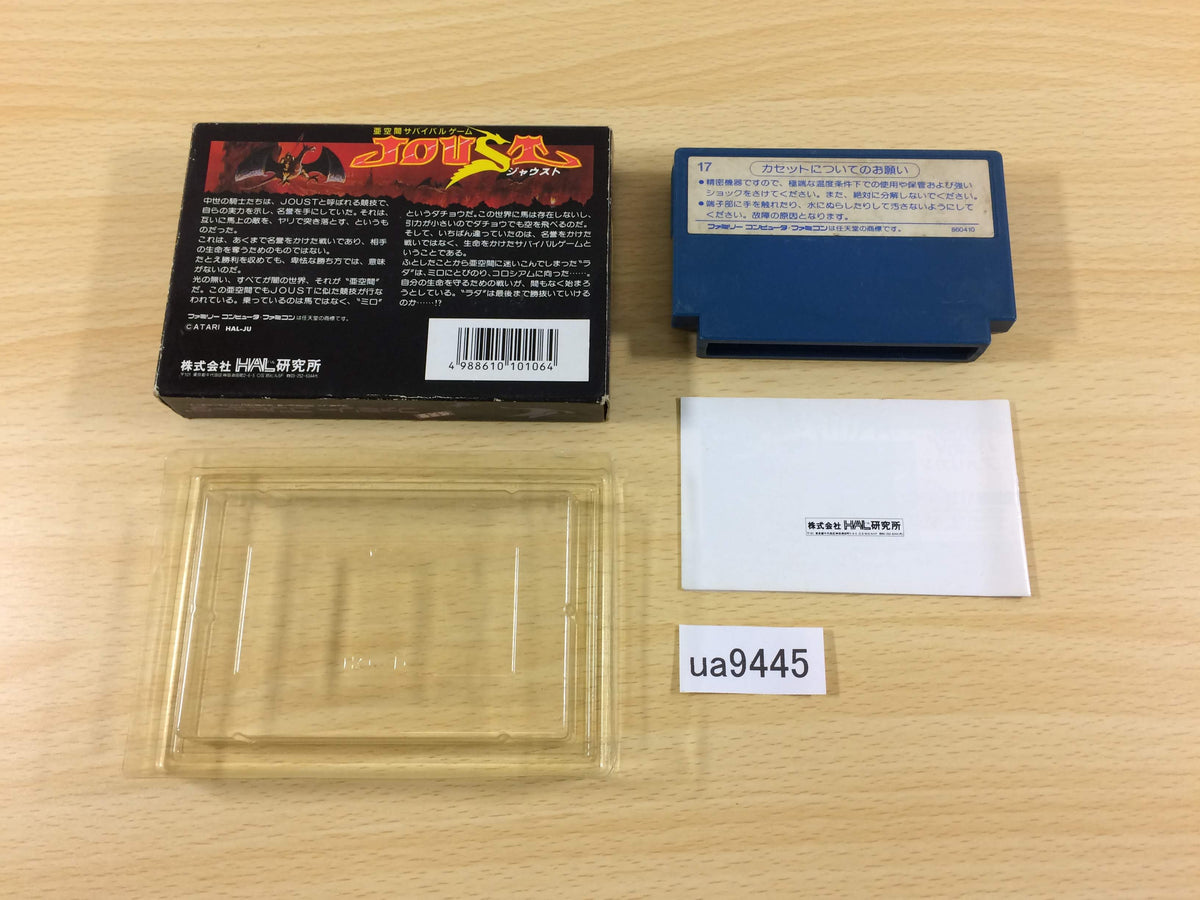 亜空間サバイバルゲーム
JOUST
ジャウスト
中世の騎士たちは、JOUSTと呼ばれる競技で、
自らの実力を示し、名誉を手にしていた。それは、
互いに馬上の敵を、ヤリで突き落とす、というも
のだった。
これは、あくまで名誉をかけた戦いであり、相手
の生命を奪うためのものではない。
たとえ勝利を収めても、卑怯な勝ち方では、意味
がないのだ。
光の無い、すべてが闇の世界、それが“亜空間”
だ。この亜空間でもJOUSTに似た競技が行な
われている。乗っているのは馬ではなく、“ミロ”
というダチョウだ。この世界に馬は存在しないし、
引力が小さいのでダチョウでも空を飛べるのだ。
そして、いちばん違っていたのは、名誉をかけた
戦いではなく、生命をかけたサバイバルゲームと
いうことである。
ふとしたことから亜空間に迷いこんでしまった“ラ
ダ”は、ミロにとびのり、コロシアムに向った……。
自分の生命を守るための戦いが、間もなく始まろ
うとしている。“ラダ”は最後まで勝抜いていける
のか……!?
ファミリー コンピュータ・ファミコンは任天堂の商標です。
©ATARI HAL-JU
株式会社 HAL研究所
4 988610 101064
17
カセットについてのお願い
●精密機器ですので、極端な温度条件下での使用や保管および強い
ショックをさけてください。また、絶対に分解しないでください。
●端子部に手を触れたり、水にぬらしたりして汚さないようにして
ください。故障の原因となります。
ファミリー コンピュータ・ファミコンは任天堂の商標です。
860410
株式会社 HAL研究所
ua9445